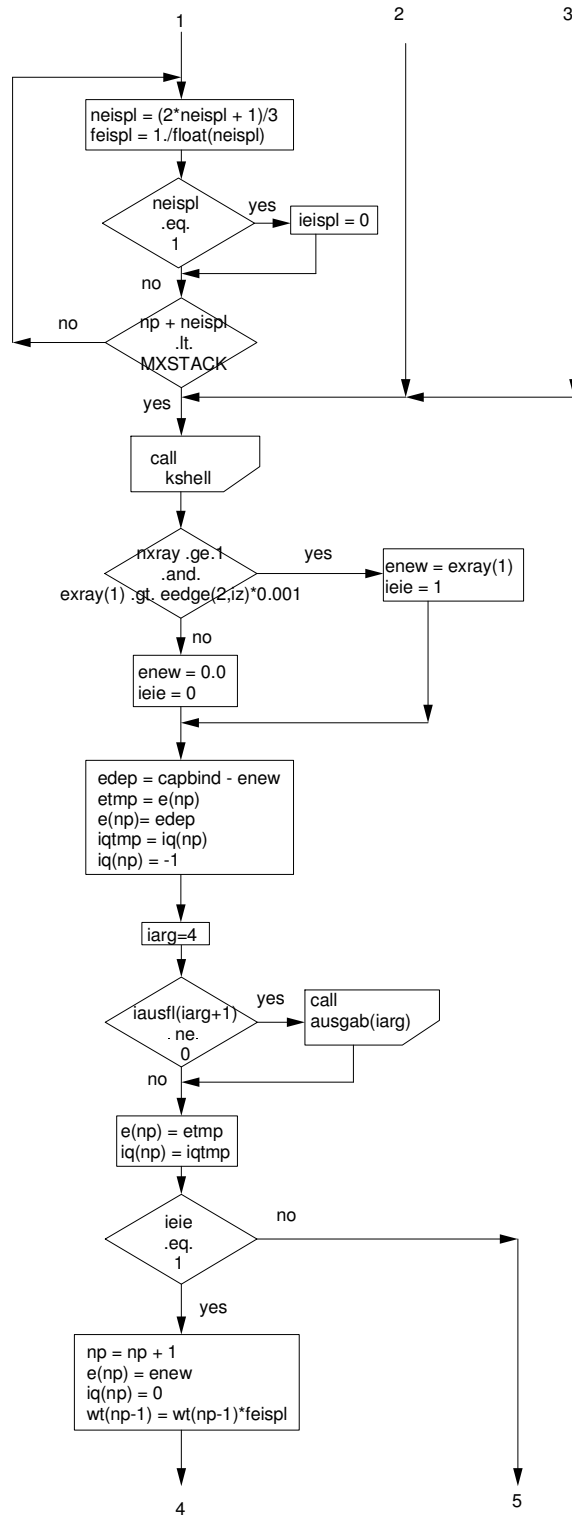 1
2
3
neispl = (2*neispl + 1)/3
feispl = 1./float(neispl)
neispl
.eq.
1
yes
ieispl = 0
no
np + neispl
.lt.
MXSTACK
no
yes
call
kshell
nxray .ge.1
.and.
exray(1) .gt. eedge(2,iz)*0.001
yes
enew = exray(1)
ieie = 1
no
enew = 0.0
ieie = 0
edep = capbind - enew
etmp = e(np)
e(np)= edep
iqtmp = iq(np)
iq(np) = -1
iarg=4
iausfl(iarg+1)
. ne.
0
yes
call
ausgab(iarg)
no
e(np) = etmp
iq(np) = iqtmp
ieie
.eq.
1
no
yes
np = np + 1
e(np) = enew
iq(np) = 0
wt(np-1) = wt(np-1)*feispl
4
5